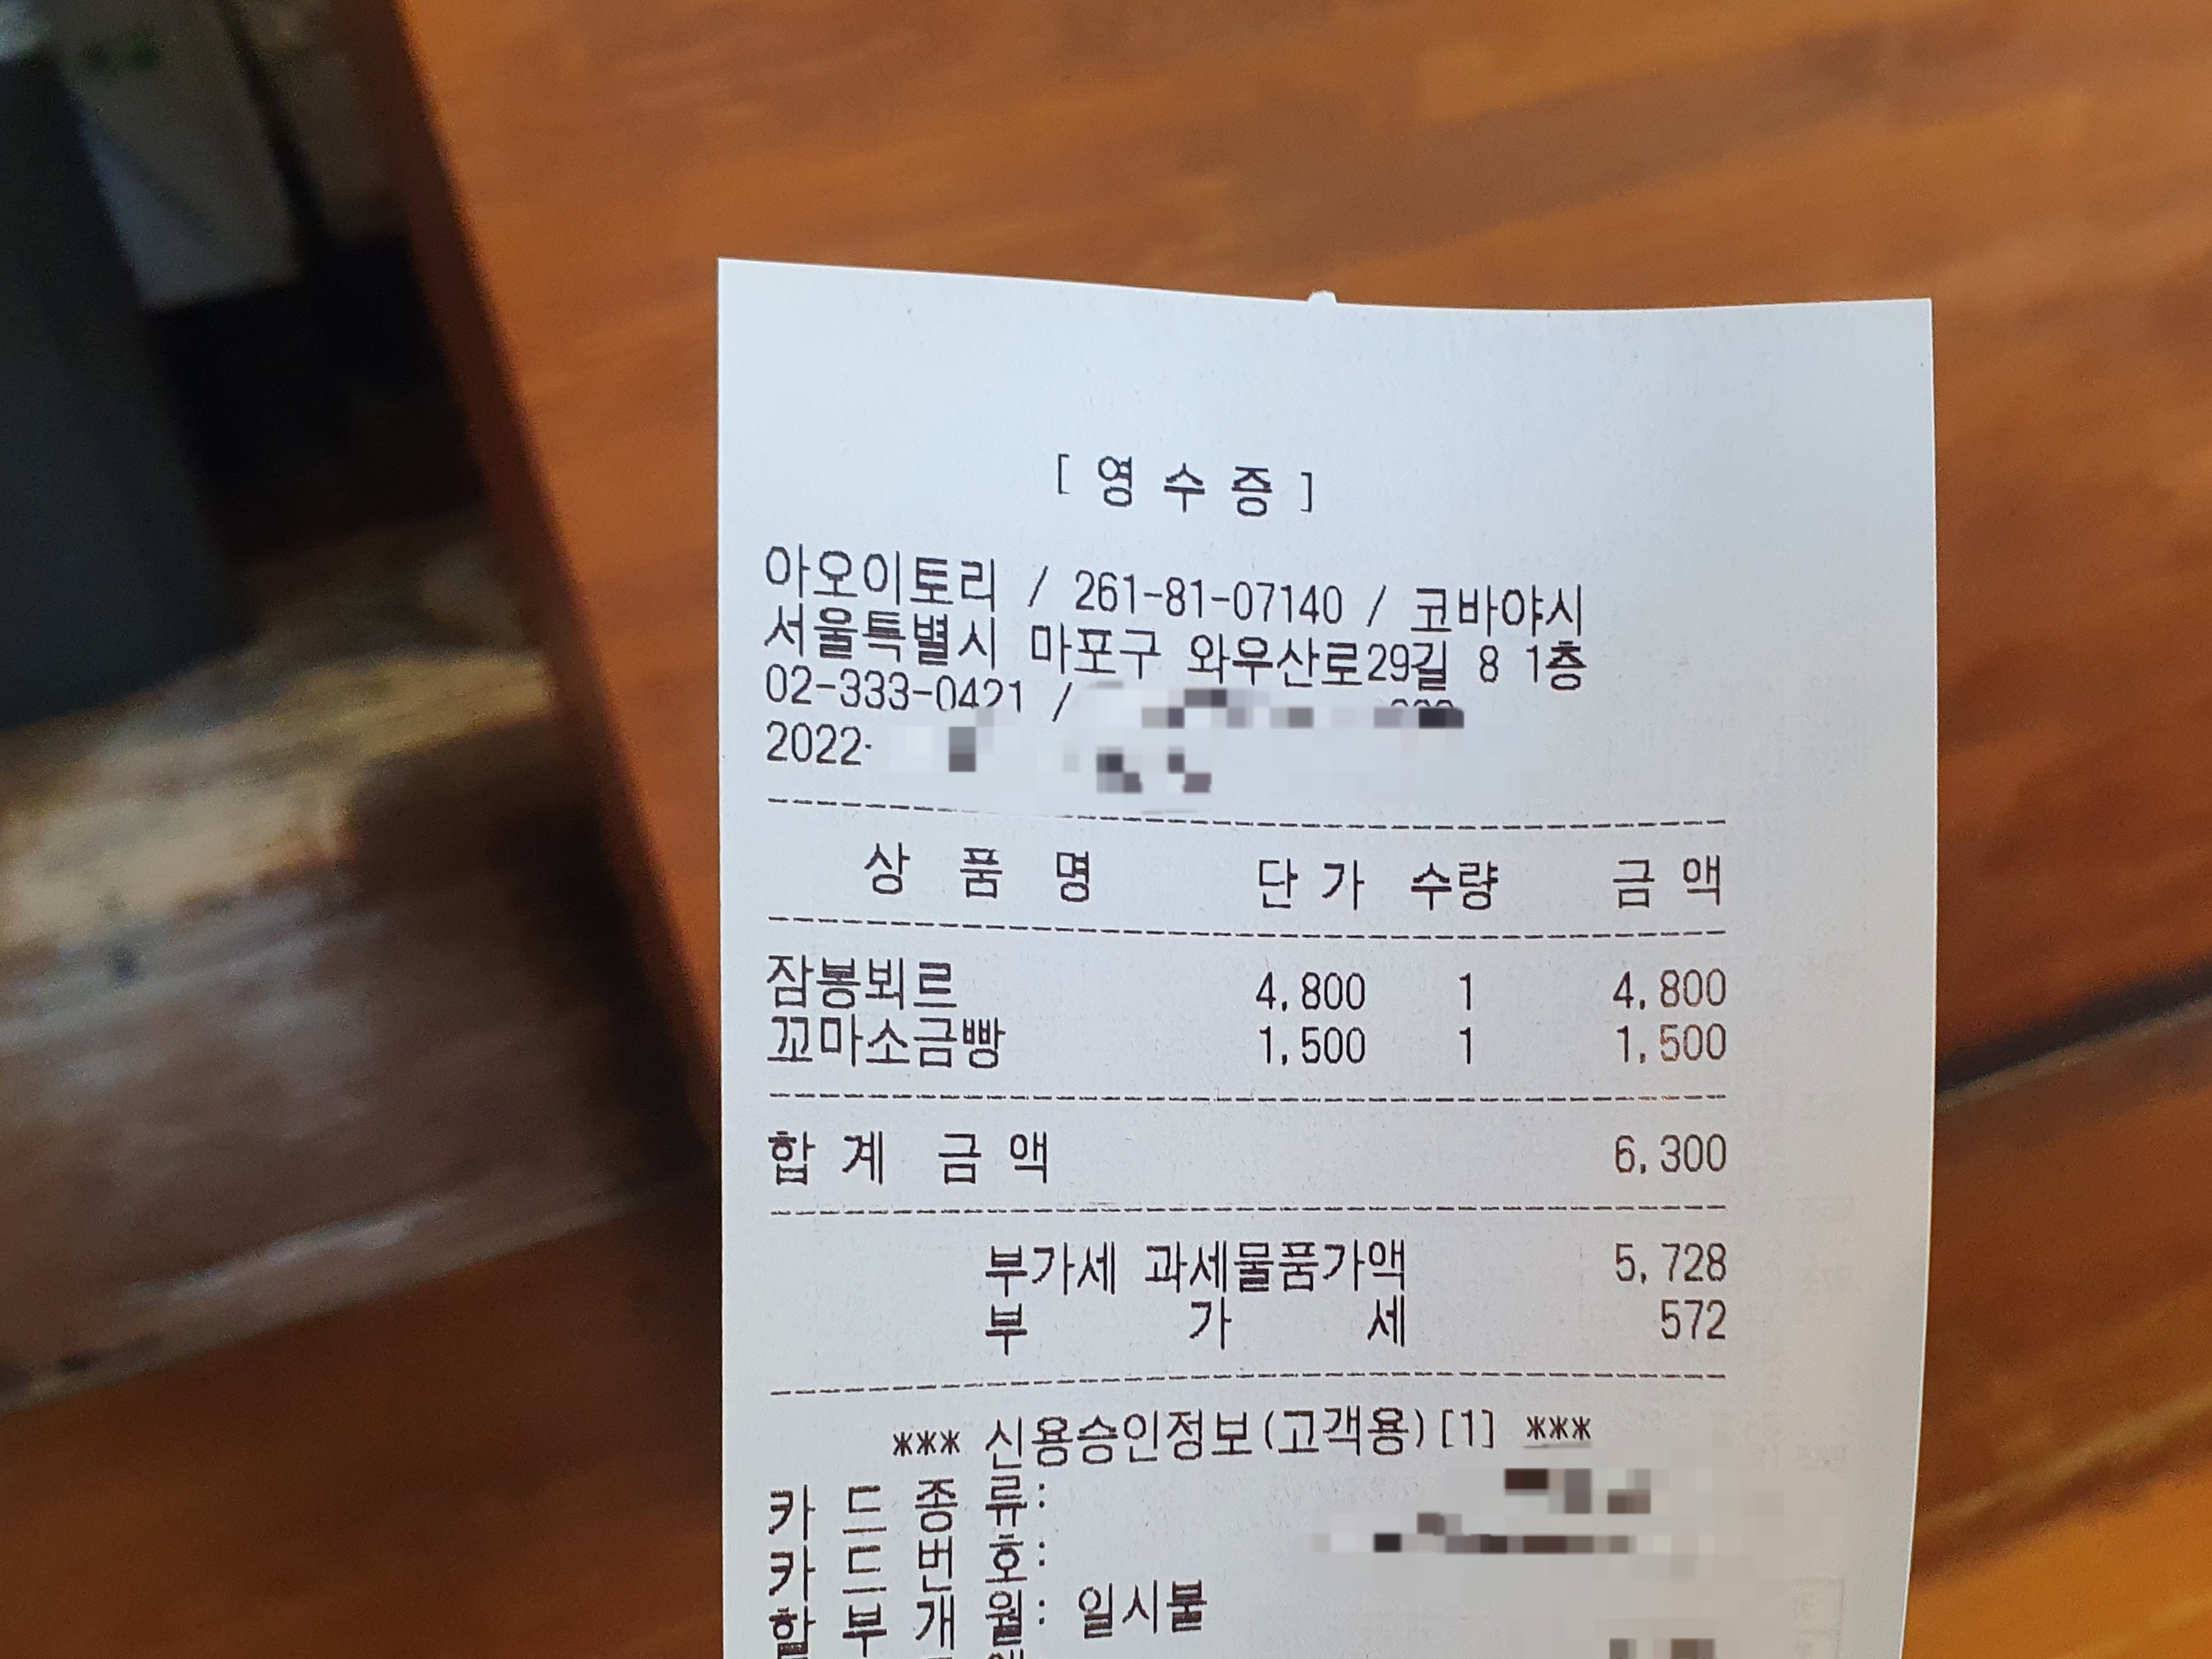 [ 영 수 증 ]
아오이토리 / 261-81-07140 / 코바야시
서울특별시 마포구 와우산로29길 8 1층
02-333-0421 /
2022-
상 품 명 단 가 수량 금 액
잠봉뵈르 4,800 1 4,800
꼬마소금빵 1,500 1 1,500
합 계 금 액 6,300
부가세 과세물품가액 5,728
부 가 세 572
*** 신용승인정보(고객용)[1] ***
카 드 종 류:
카 드 번 호:
할 부 개 월: 일시불